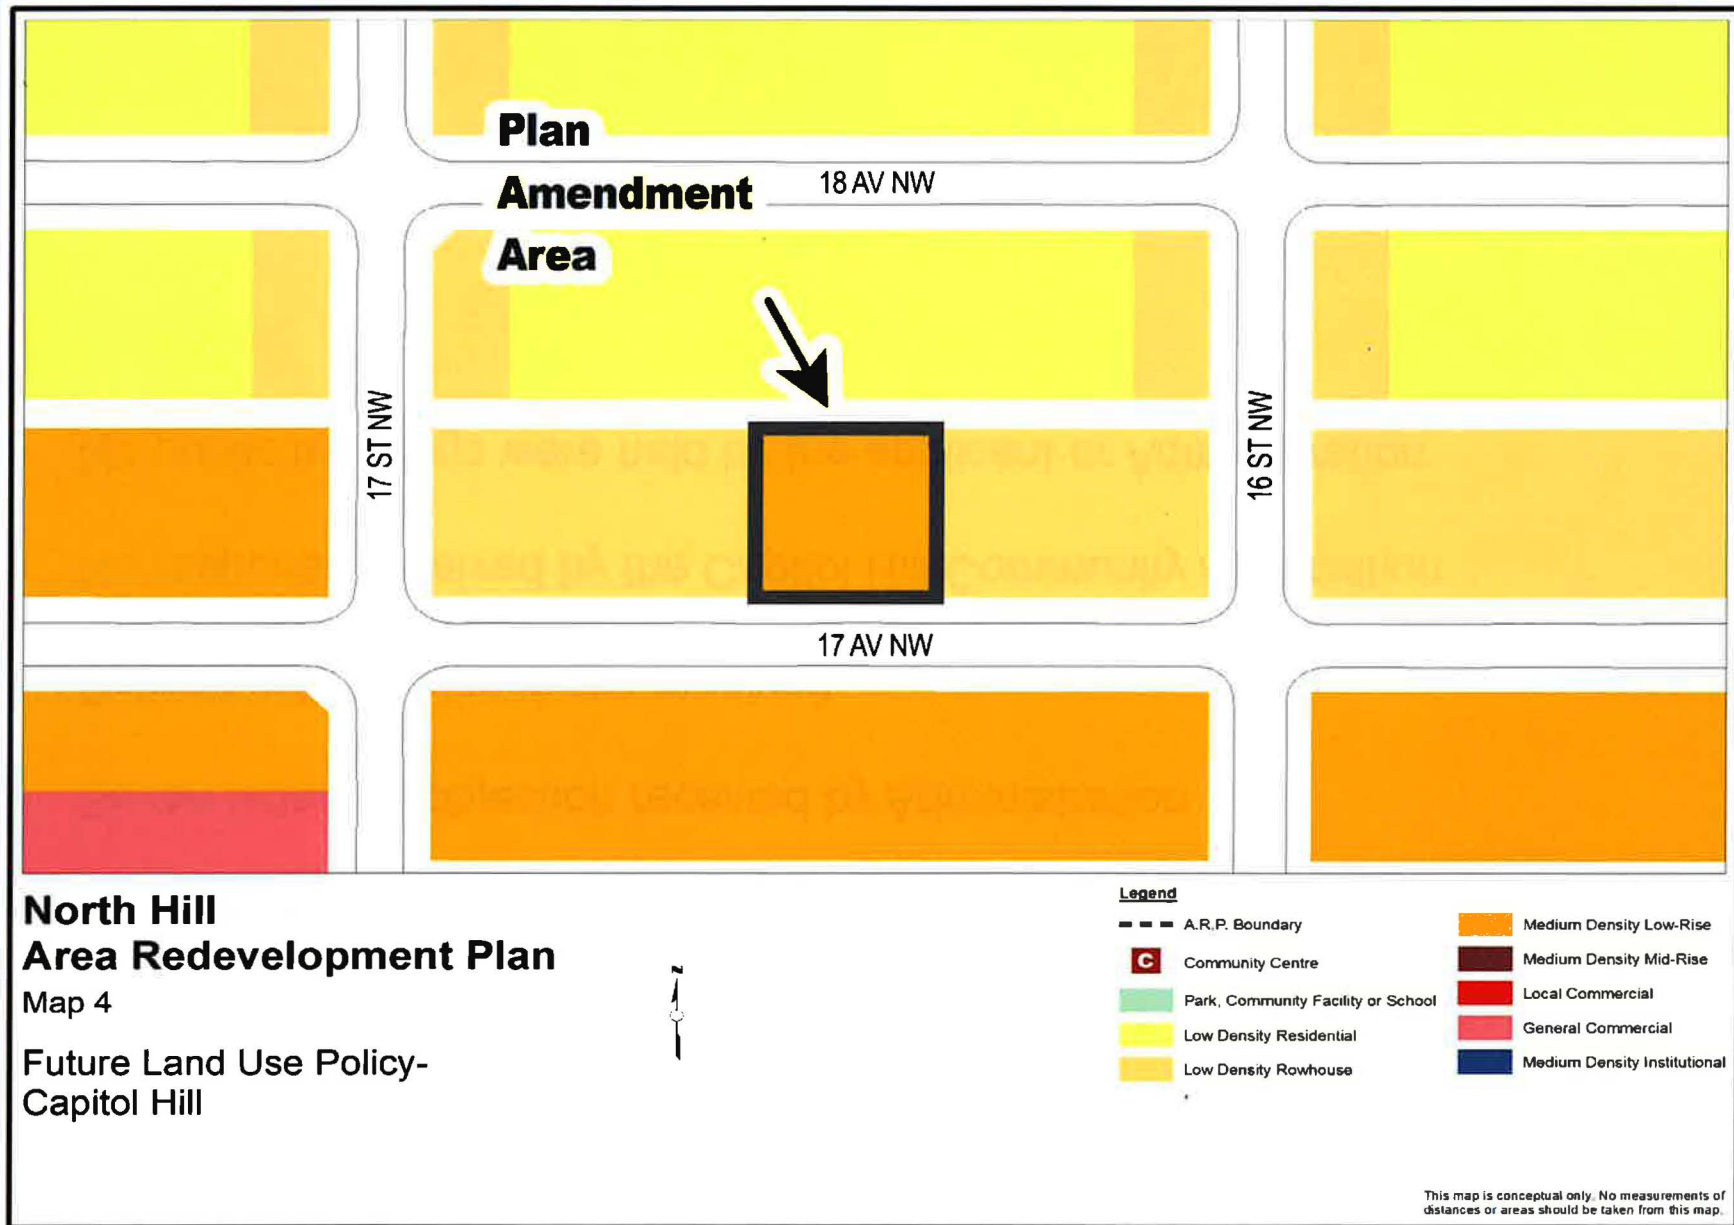 Plan
Amendment
Area
18 AV NW
17 ST NW
16 ST NW
17 AV NW
North Hill
Area Redevelopment Plan
Map 4
Future Land Use Policy-
Capitol Hill
N
Legend
A.R.P. Boundary
C Community Centre
Park, Community Facility or School
Low Density Residential
Low Density Rowhouse
Medium Density Low-Rise
Medium Density Mid-Rise
Local Commercial
General Commercial
Medium Density Institutional
This map is conceptual only. No measurements of
distances or areas should be taken from this map.